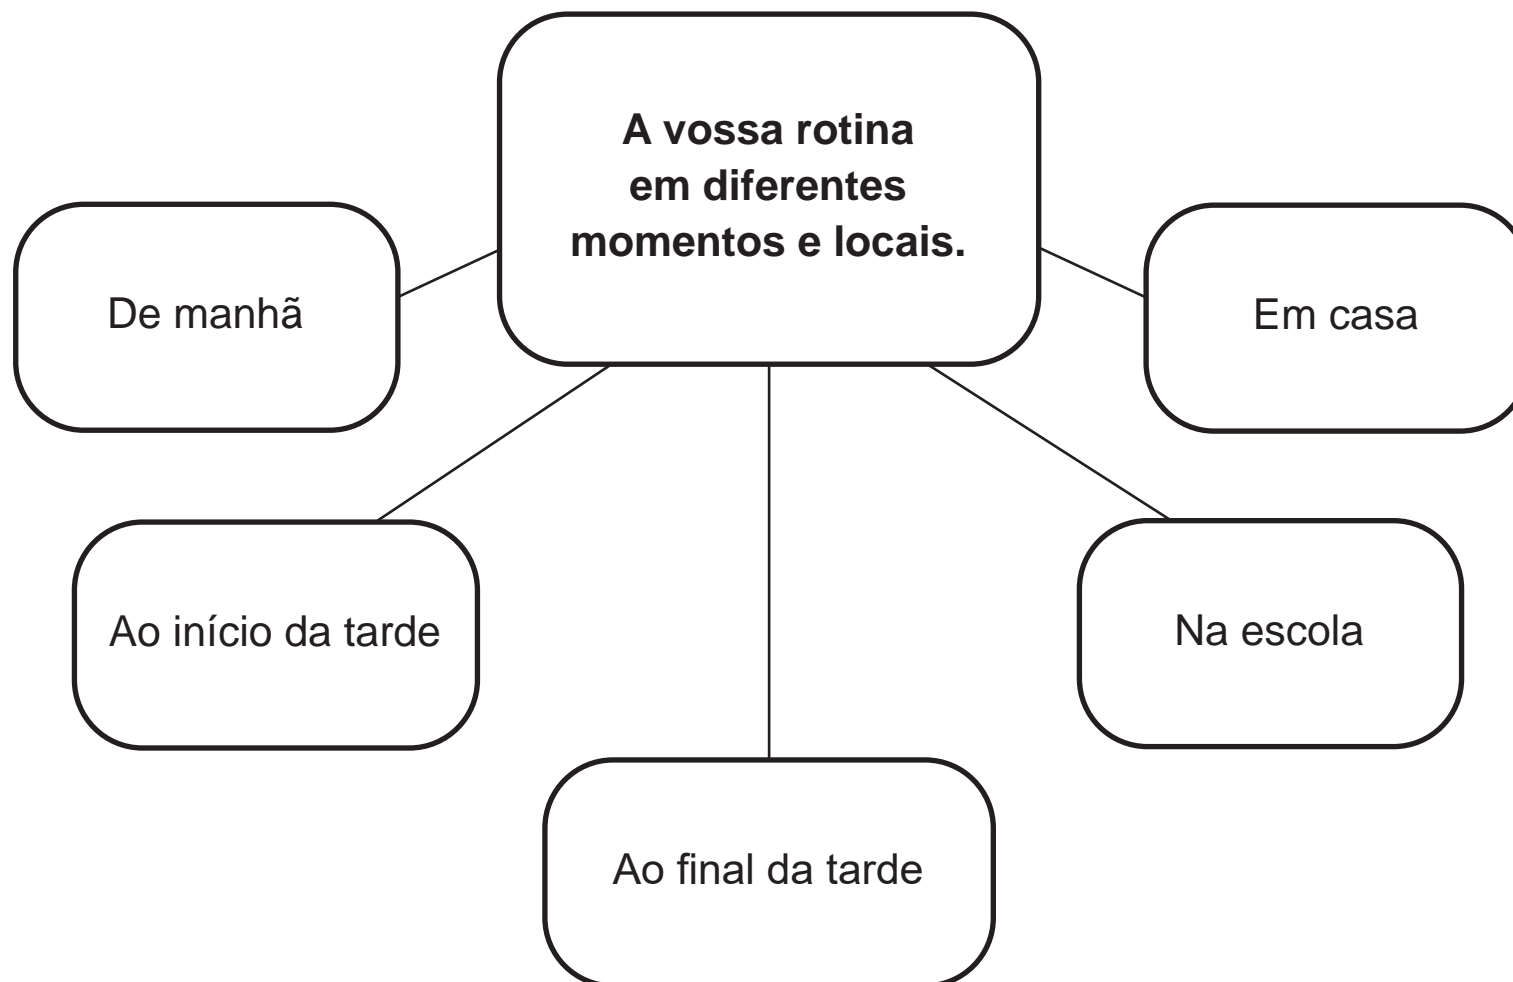 A vossa rotina
em diferentes
momentos e locais.
De manhã
Em casa
Ao início da tarde
Na escola
Ao final da tarde